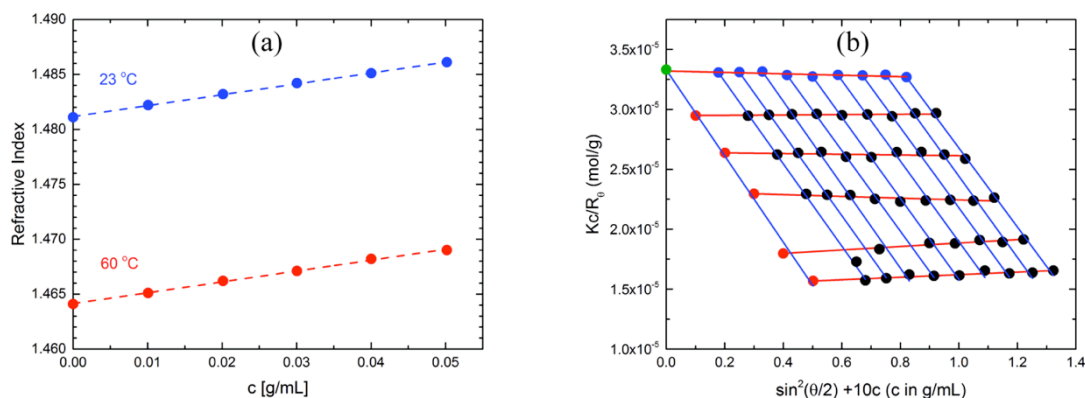 (a)
1.490
1.485
1.480
1.475
1.470
1.465
1.460
23 °C
60 °C
Refractive Index
0.00 0.01 0.02 0.03 0.04 0.05
c [g/mL]
(b)
3.5x10⁻⁵
3.0x10⁻⁵
2.5x10⁻⁵
2.0x10⁻⁵
1.5x10⁻⁵
1.0x10⁻⁵
Kc/Rθ (mol/g)
0.0 0.2 0.4 0.6 0.8 1.0 1.2 1.4
sin²(θ/2) +10c (c in g/mL)